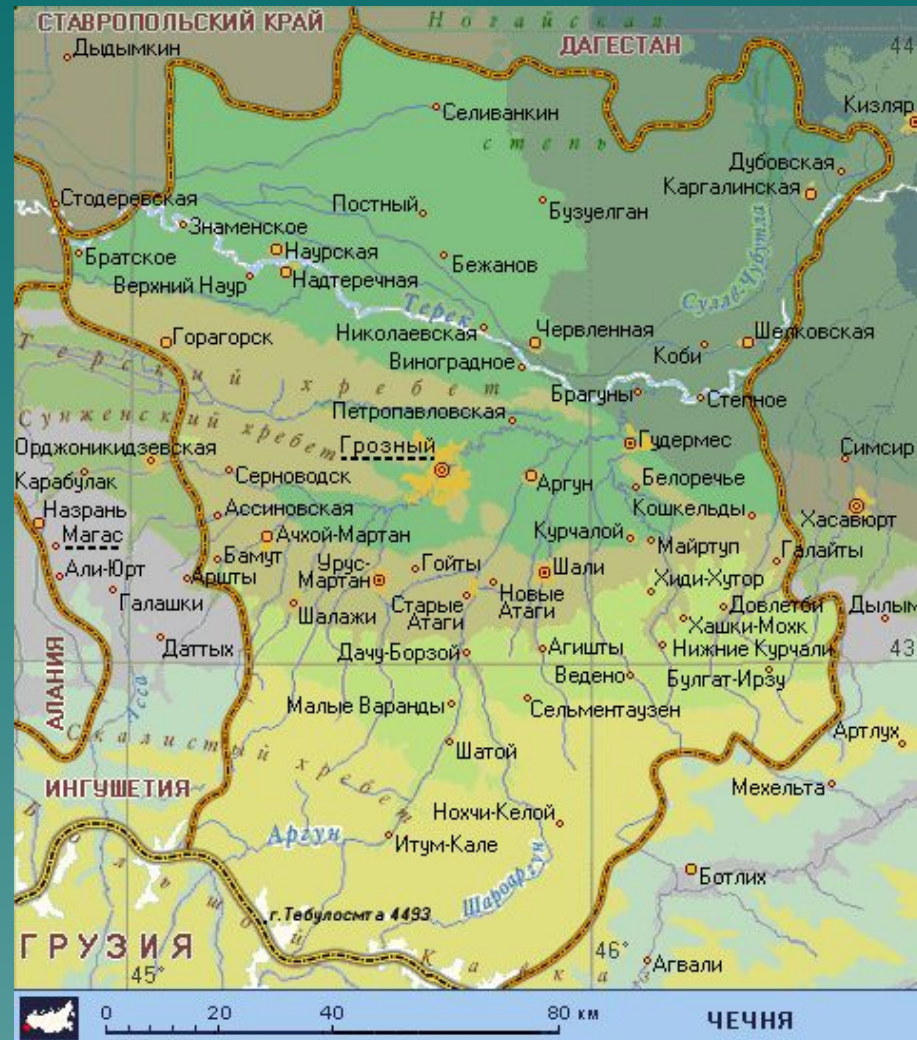 СТАВРОПОЛЬСКИЙ КРАЙ
Ногайская
Дыдымкин
ДАГЕСТАН
44
Селиванкин
Кизляр
степь
Дубовская
Каргалинская
Стодеревская
Постный
Бузуелган
Знаменское
Наурская
Братское
Бежанов
Надтеречная
Верхний Наур
Сулла-Чубутла
Терек
Горагорск
Николаевская
Червленная
Шелковская
Коби
Виноградное
Терский хребет
Брагуны
Степное
Петропавловская
Сунженский хребет
Грозный
Гудермес
Орджоникидзевская
Симсир
Карабулак
Серноводск
Аргун
Белоречье
Назрань
Ассиновская
Кошкельды
Хасавюрт
Магас
Ачхой-Мартан
Курчалой
Майртуп
Бамут
Урус-
Мартан
Гойты
Шали
Галайты
Али-Юрт
Аршты
Хиди-Хутор
Галашки
Шалажи
Старые
Атаги
Новые
Атаги
Довлетби
Дылым
Хашки-Мохк
Даттых
Дачу-Борзой
Агишты
Нижние Курчали
43
АЛАНИЯ
Асса
Ведено
Булгат-Ирзу
Малые Варанды
Сельментаузен
Скалистый хребет
Шатой
Артлух
ИНГУШЕТИЯ
Мехельта
Нохчи-Келой
Аргун
Итум-Кале
Шароаргун
Ботлих
г.Тебулосмта 4493
Большой Кавказ
ГРУЗИЯ
45°
46°
Агвали
0 20 40 80 км
ЧЕЧНЯ